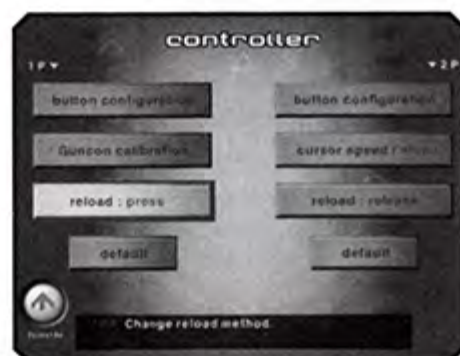 controller
1P▼ ▼2P
button configuration button configuration
Guncon calibration cursor speed
reload : press reload : release
default default
Change reload method.